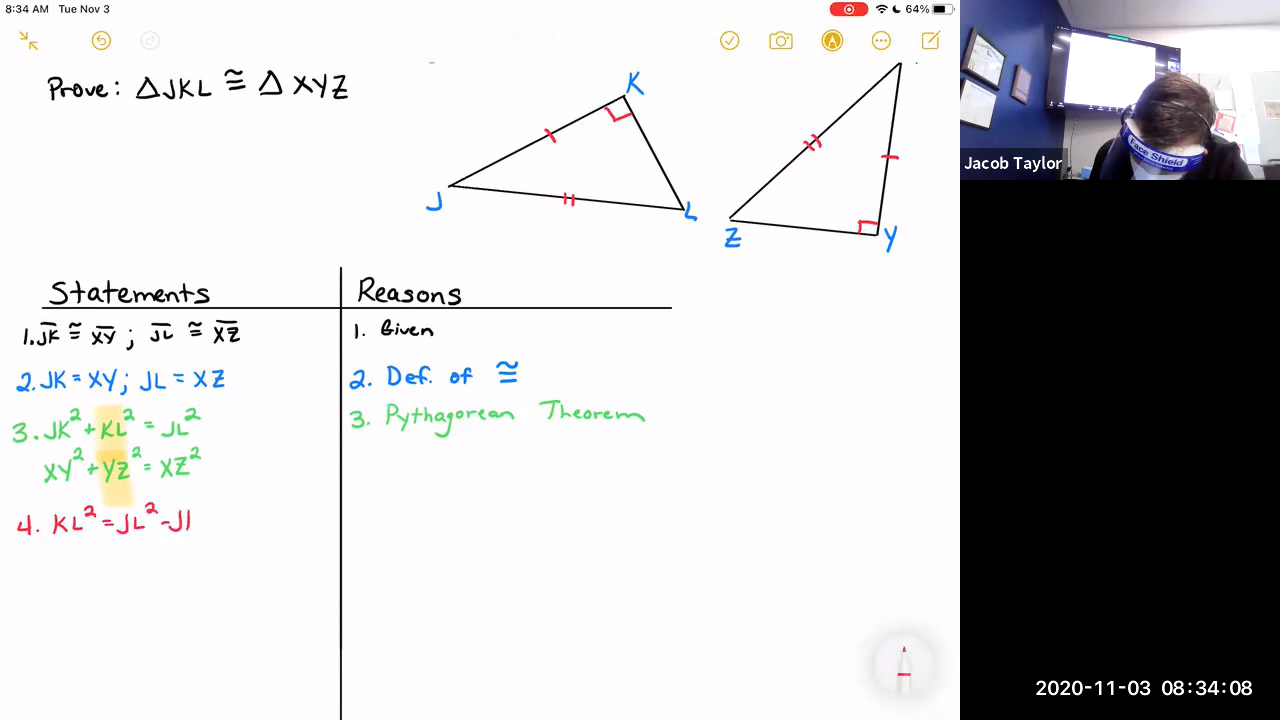 8:34 AM Tue Nov 3
64%
Prove: △JKL ≅ △XYZ
K
J
L
Z
Y
Statements
Reasons
1. JK ≅ XY ; JL ≅ XZ
1. Given
2. JK = XY; JL = XZ
2. Def. of ≅
3. JK² + KL² = JL²
3. Pythagorean Theorem
XY² + YZ² = XZ²
4. KL² = JL² - JI
Face Shield
Jacob Taylor
2020-11-03 08:34:08